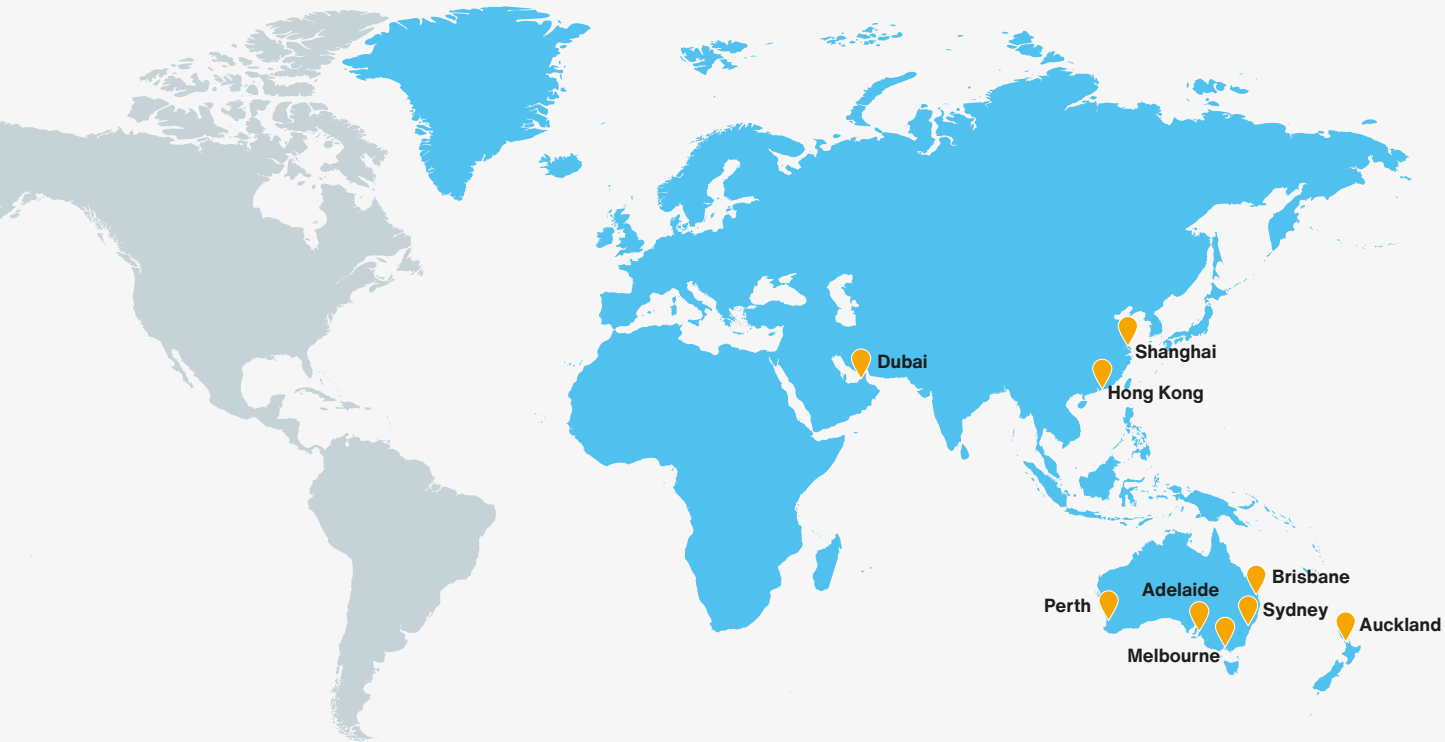 Shanghai
Dubai
Hong Kong
Brisbane
Adelaide
Perth
Sydney
Auckland
Melbourne